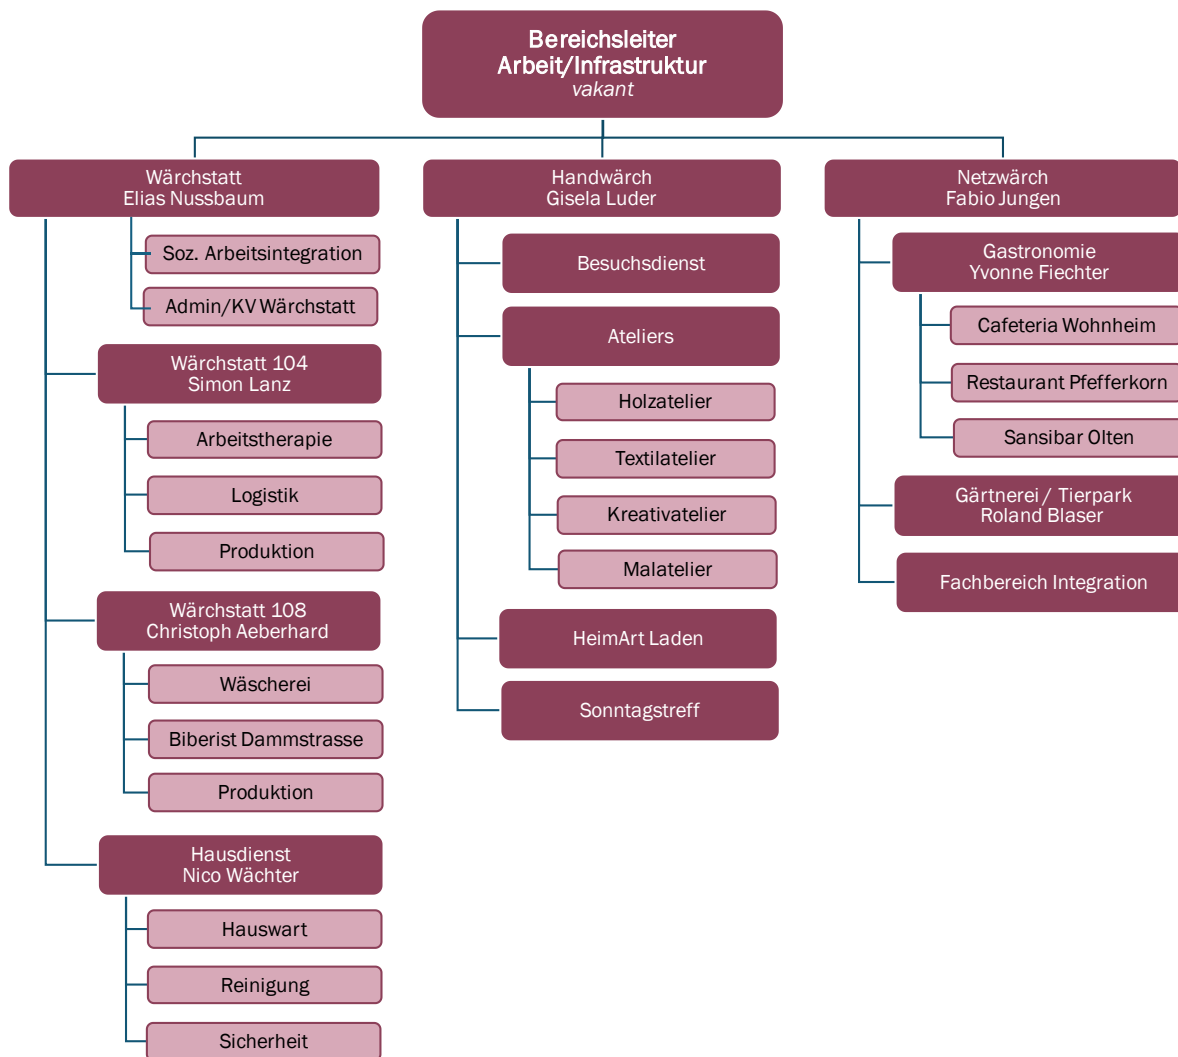 Bereichsleiter
Arbeit/Infrastruktur
vakant
Wärchstatt
Elias Nussbaum
Soz. Arbeitsintegration
Admin/KV Wärchstatt
Wärchstatt 104
Simon Lanz
Arbeitstherapie
Logistik
Produktion
Wärchstatt 108
Christoph Aeberhard
Wäscherei
Biberist Dammstrasse
Produktion
Hausdienst
Nico Wächter
Hauswart
Reinigung
Sicherheit
Handwärch
Gisela Luder
Besuchsdienst
Ateliers
Holzatelier
Textilatelier
Kreativatelier
Malatelier
HeimArt Laden
Sonntagstreff
Netzwärch
Fabio Jungen
Gastronomie
Yvonne Fiechter
Cafeteria Wohnheim
Restaurant Pfefferkorn
Sansibar Olten
Gärtnerei / Tierpark
Roland Blaser
Fachbereich Integration